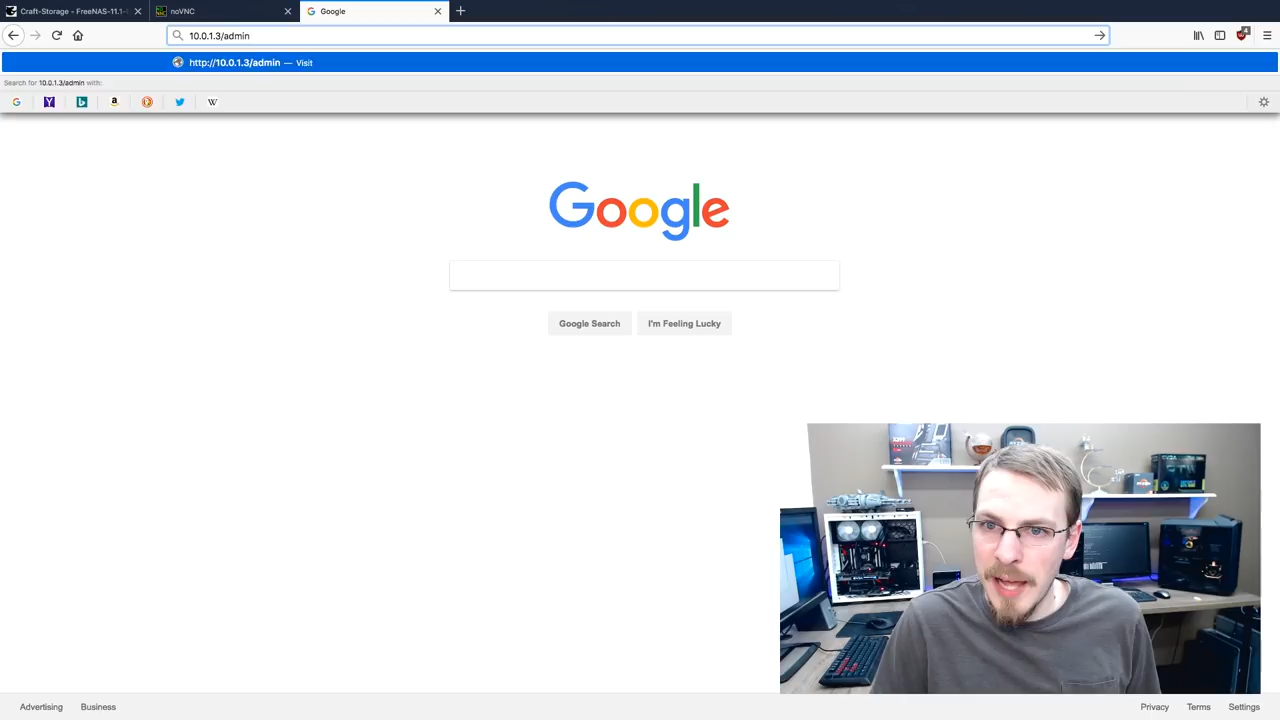 Craft-Storage - FreeNAS-11.1-
noVNC
Google
10.0.1.3/admin
http://10.0.1.3/admin — Visit
Search for 10.0.1.3/admin with:
Google
Google Search
I'm Feeling Lucky
Advertising
Business
Privacy
Terms
Settings